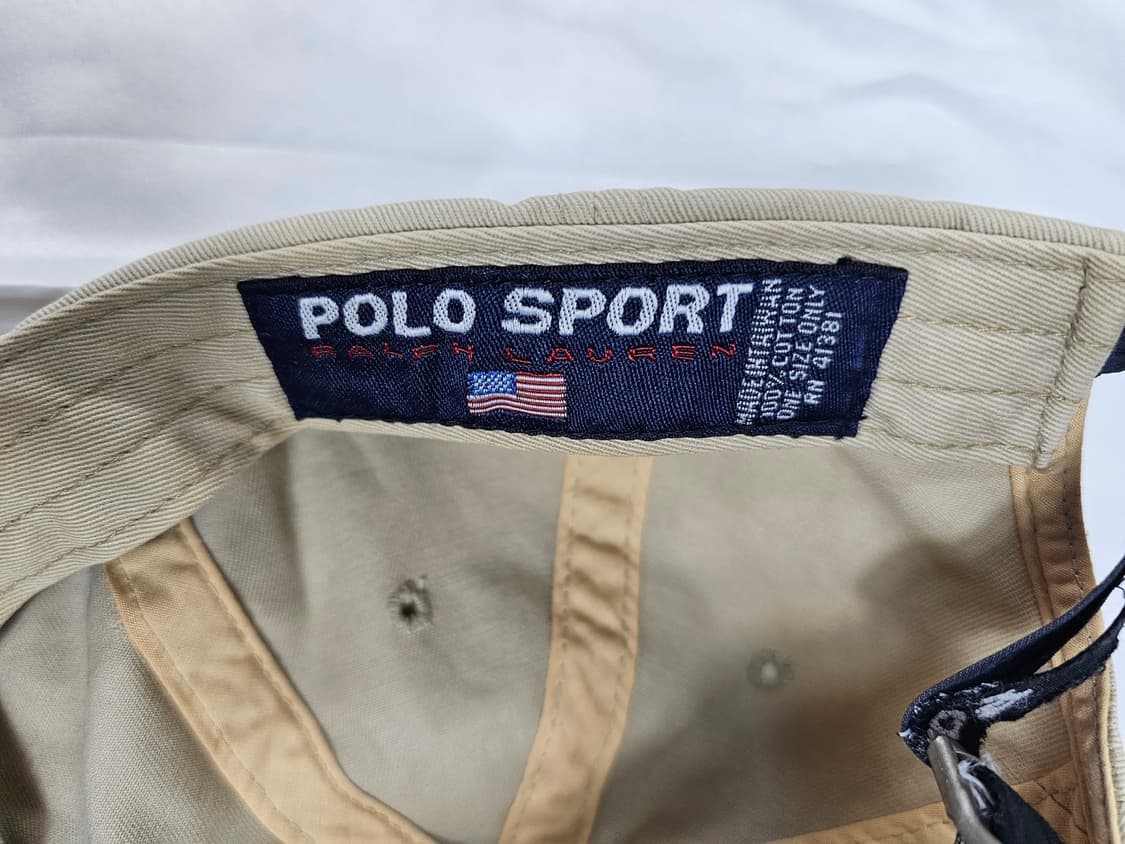 POLO SPORT
RALPH LAUREN
MADE IN TAIWAN
100% COTTON
ONE SIZE ONLY
RN 41381